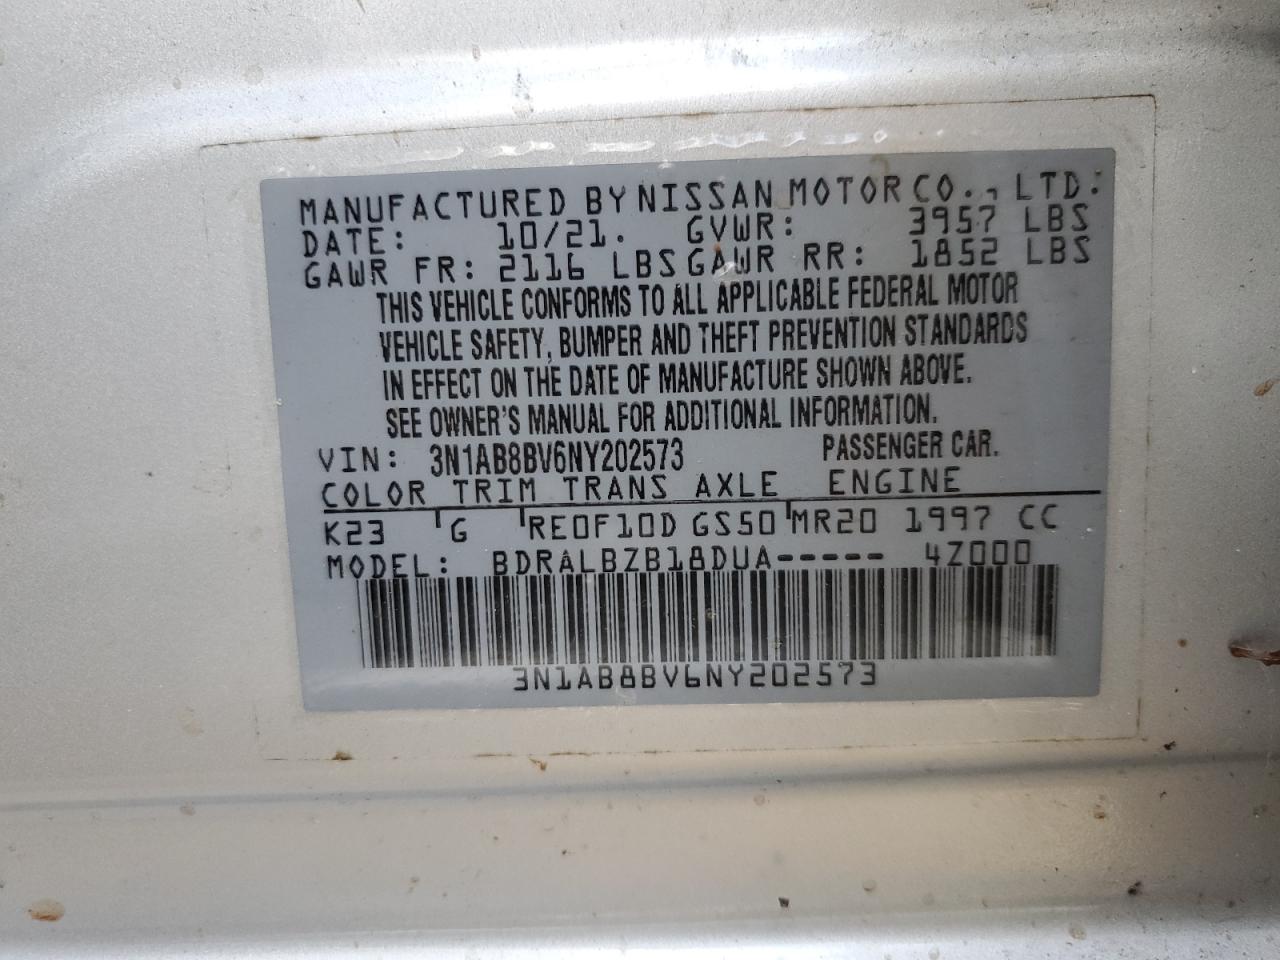 MANUFACTURED BY NISSAN MOTOR CO., LTD.
DATE: 10/21. GVWR: 3957 LBS
GAWR FR: 2116 LBS GAWR RR: 1852 LBS
THIS VEHICLE CONFORMS TO ALL APPLICABLE FEDERAL MOTOR
VEHICLE SAFETY, BUMPER AND THEFT PREVENTION STANDARDS
IN EFFECT ON THE DATE OF MANUFACTURE SHOWN ABOVE.
SEE OWNER'S MANUAL FOR ADDITIONAL INFORMATION.
VIN: 3N1AB8BV6NY202573 PASSENGER CAR.
COLOR TRIM TRANS AXLE ENGINE
K23 G RE0F10D GS50 MR20 1997 CC
MODEL: BDRALBZB18DUA----- 4Z000
3N1AB8BV6NY202573